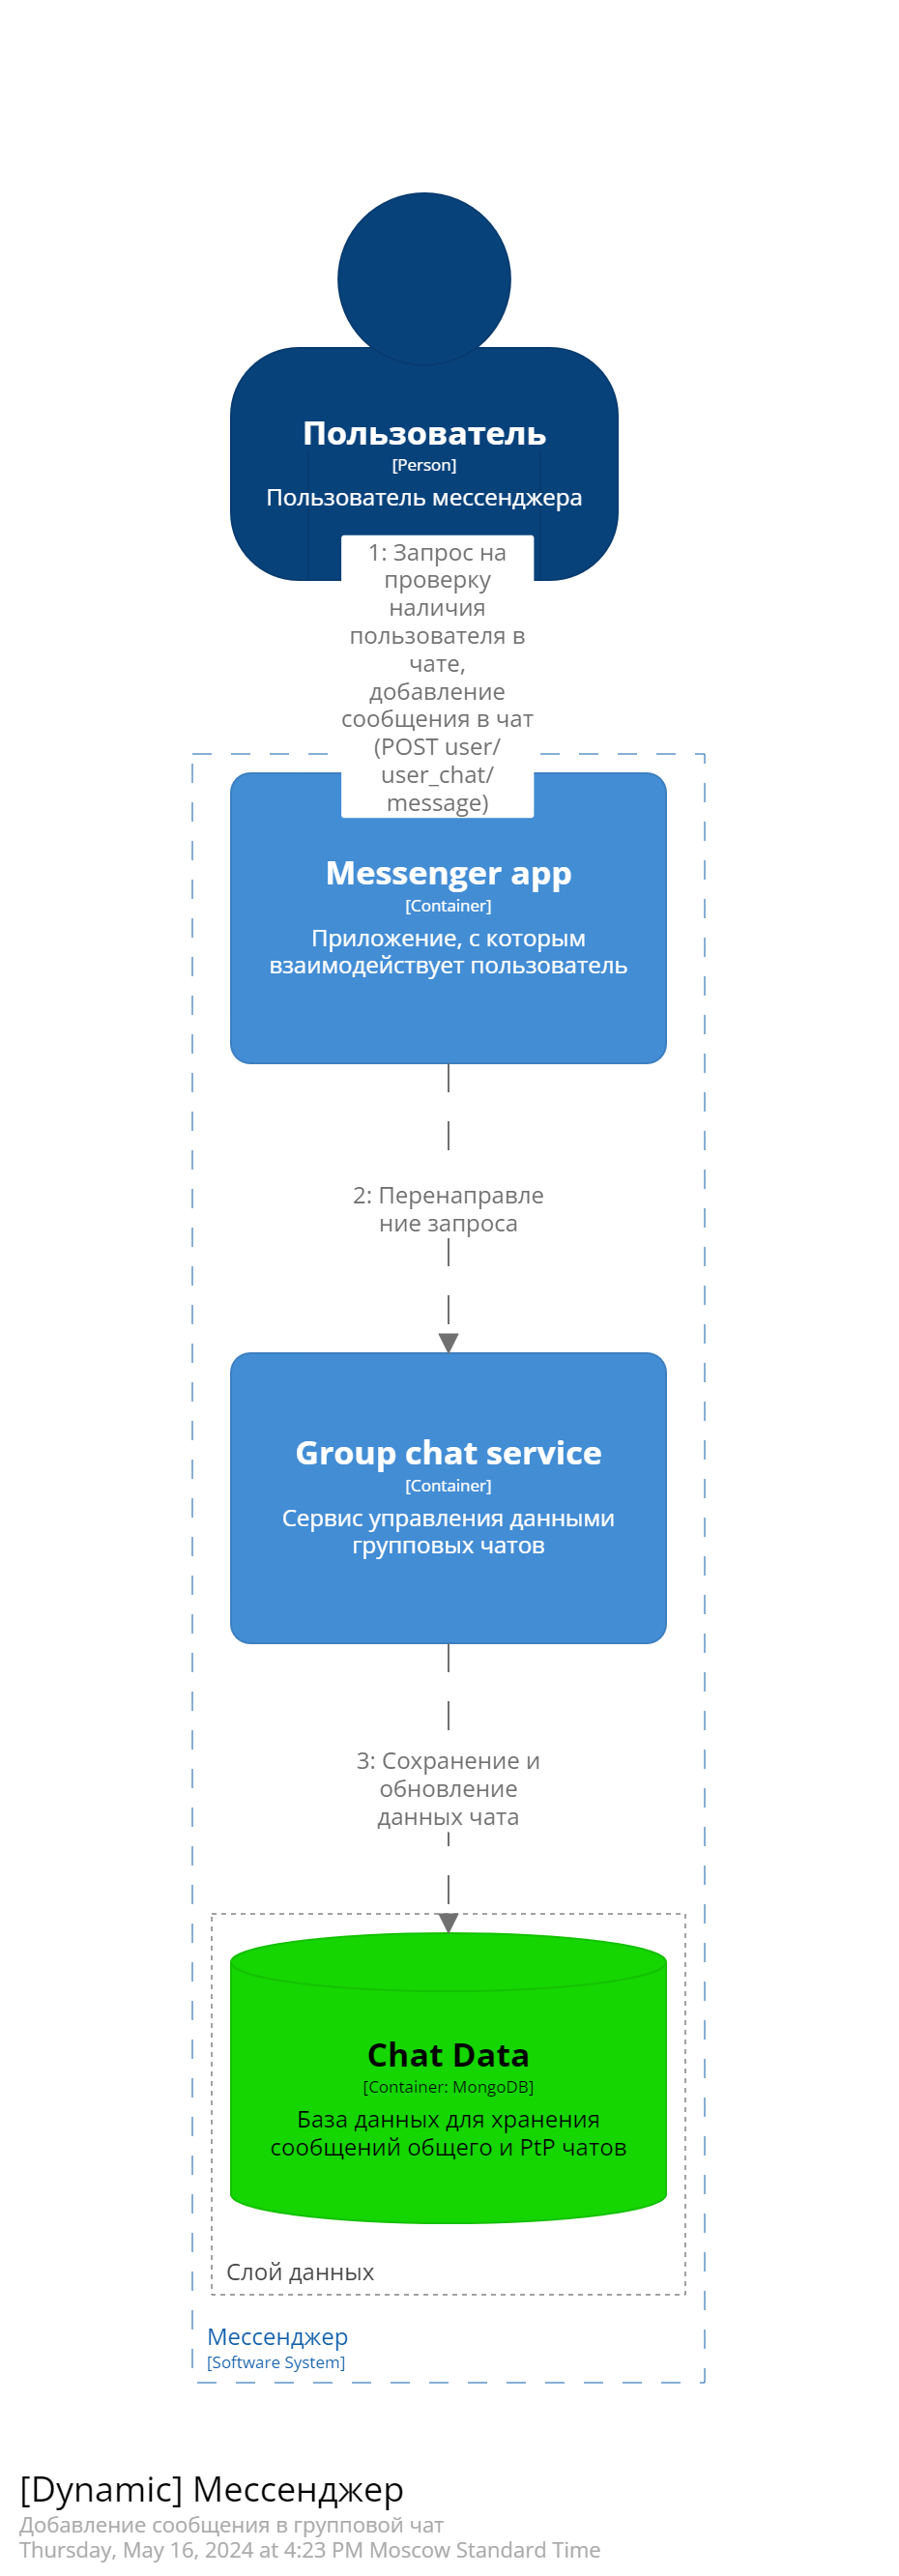 Пользователь
[Person]
Пользователь мессенджера
1: Запрос на
проверку
наличия
пользователя в
чате,
добавление
сообщения в чат
(POST user/
user_chat/
message)
Messenger app
[Container]
Приложение, с которым
взаимодействует пользователь
2: Перенаправле
ние запроса
Group chat service
[Container]
Сервис управления данными
групповых чатов
3: Сохранение и
обновление
данных чата
Chat Data
[Container: MongoDB]
База данных для хранения
сообщений общего и PtP чатов
Слой данных
Мессенджер
[Software System]
[Dynamic] Мессенджер
Добавление сообщения в групповой чат
Thursday, May 16, 2024 at 4:23 PM Moscow Standard Time